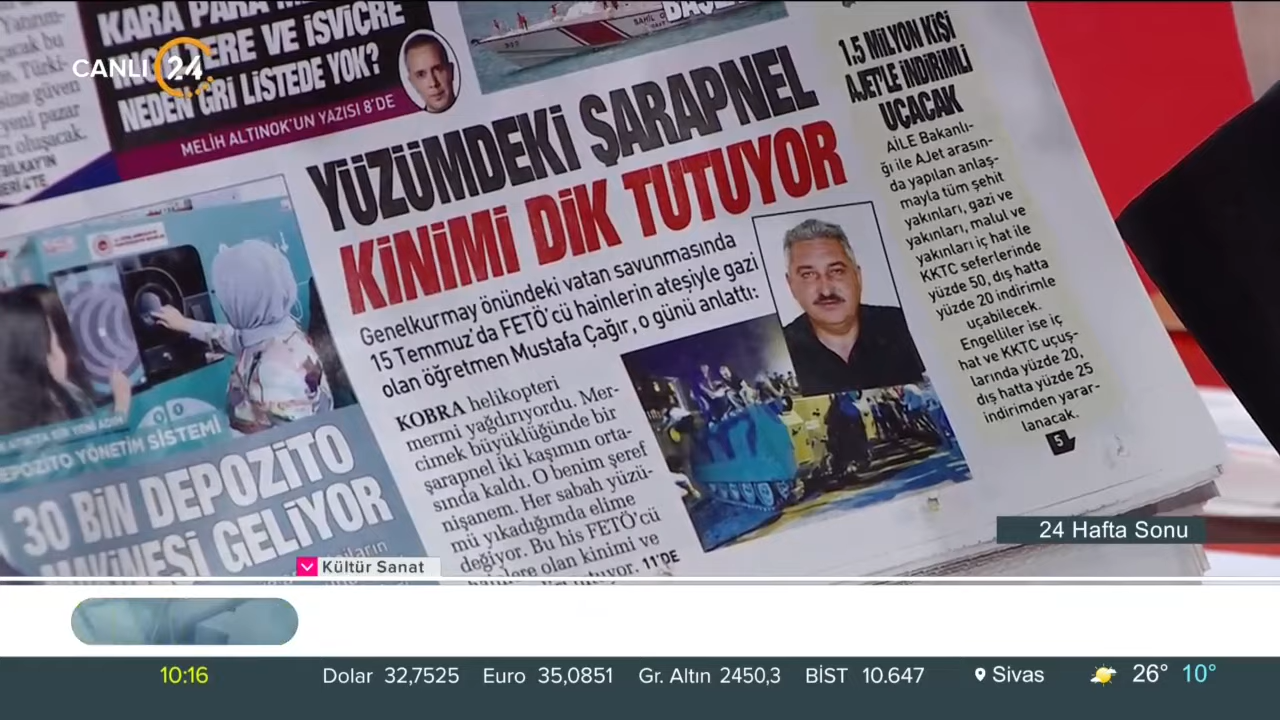 CANLI 24
KARA PARA
VE İSVİÇRE
NEDEN GRİ LİSTEDE YOK?
MELİH ALTINOK'UN YAZISI 8'DE
YÜZÜMDEKİ ŞARAPNEL
KİNİMİ DİK TUTUYOR
Genelkurmay önündeki vatan savunmasında
15 Temmuz'da FETÖ'cü hainlerin ateşiyle gazi
olan öğretmen Mustafa Çağır, o günü anlattı:
KOBRA helikopteri
mermi yağdırıyordu. Mer-
cimek büyüklüğünde bir
şarapnel iki kaşımın orta-
sında kaldı. O benim şeref
nişanem. Her sabah yüzü-
mü yıkadığımda elime
değiyor. Bu his FETÖ'cü
olan kinimi ve
11'DE
1.5 MİLYON KİŞİ
AJET'LE İNDİRİMLİ
UÇACAK
AİLE Bakanlı-
ğı ile AJet arasın-
da yapılan anlaş-
mayla tüm şehit
yakınları, gazi ve
yakınları, malul ve
yakınları iç hat ile
KKTC seferlerinde
yüzde 50, dış hatta
yüzde 20 indirimle
uçabilecek.
Engelliler ise iç
hat ve KKTC uçuş-
larında yüzde 20,
dış hatta yüzde 25
indirimden yarar-
lanacak.
5
DEPOZİTO YÖNETİM SİSTEMİ
30 BİN DEPOZİTO
MAKİNESİ GELİYOR
24 Hafta Sonu
Kültür Sanat
10:16 Dolar 32,7525 Euro 35,0851 Gr. Altın 2450,3 BİST 10.647 Sivas 26° 10°